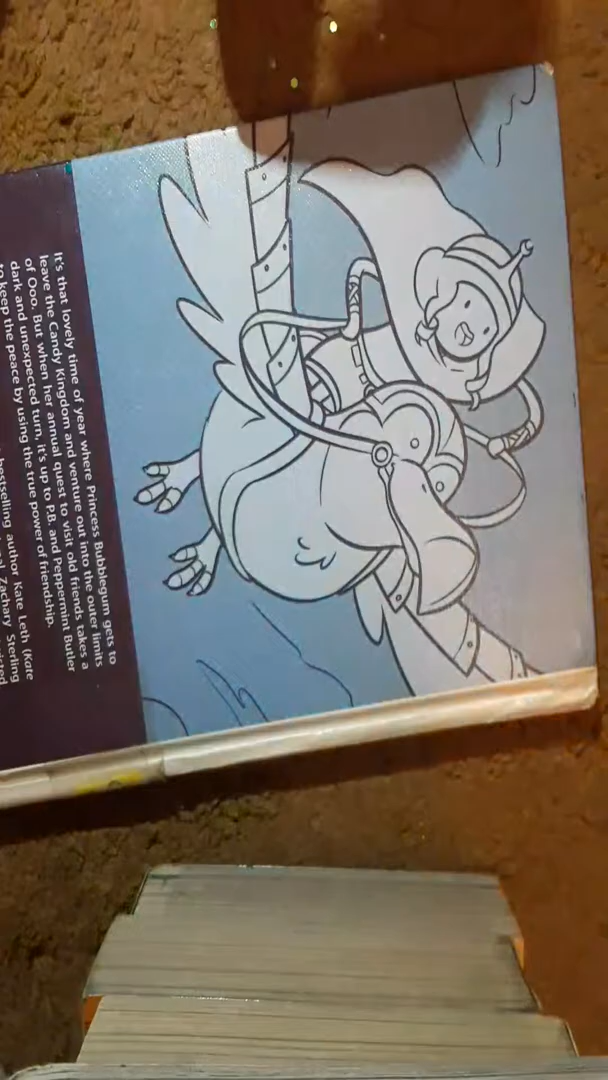 It's that lovely time of year where Princess Bubblegum gets to
leave the Candy Kingdom and venture out into the outer limits
of Ooo. But when her annual quest to visit old friends takes a
dark and unexpected turn, it's up to P.B. and Peppermint Butler
to keep the peace by using the true power of friendship.
bestselling author Kate Leth (Kate
Zachary Sterling